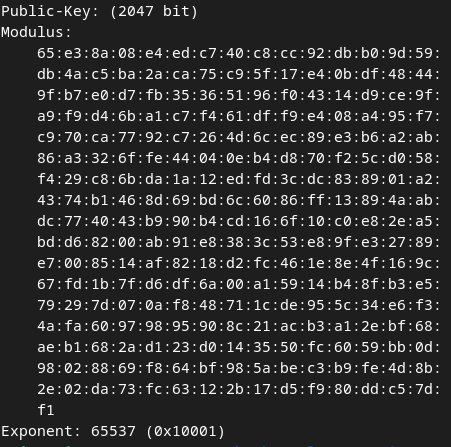 Public-Key: (2047 bit)
Modulus:
65:e3:8a:08:e4:ed:c7:40:c8:cc:92:db:b0:9d:59:
db:4a:c5:ba:2a:ca:75:c9:5f:17:e4:0b:df:48:44:
9f:b7:e0:d7:fb:35:36:51:96:f0:43:14:d9:ce:9f:
a9:f9:d4:6b:a1:c7:f4:61:df:f9:e4:08:a4:95:f7:
c9:70:ca:77:92:c7:26:4d:6c:ec:89:e3:b6:a2:ab:
86:a3:32:6f:fe:44:04:0e:b4:d8:70:f2:5c:d0:58:
f4:29:c8:6b:da:1a:12:ed:fd:3c:dc:83:89:01:a2:
43:74:b1:46:8d:69:bd:6c:60:86:ff:13:89:4a:ab:
dc:77:40:43:b9:90:b4:cd:16:6f:10:c0:e8:2e:a5:
bd:d6:82:00:ab:91:e8:38:3c:53:e8:9f:e3:27:89:
e7:00:85:14:af:82:18:d2:fc:46:1e:8e:4f:16:9c:
67:fd:1b:7f:d6:df:6a:00:a1:59:14:b4:8f:b3:e5:
79:29:7d:07:0a:f8:48:71:1c:de:95:5c:34:e6:f3:
4a:fa:60:97:98:95:90:8c:21:ac:b3:a1:2e:bf:68:
ae:b1:68:2a:d1:23:d0:14:35:50:fc:60:59:bb:0d:
98:02:88:69:f8:64:bf:98:5a:be:c3:b9:fe:4d:8b:
2e:02:da:73:fc:63:12:2b:17:d5:f9:80:dd:c5:7d:
f1
Exponent: 65537 (0x10001)